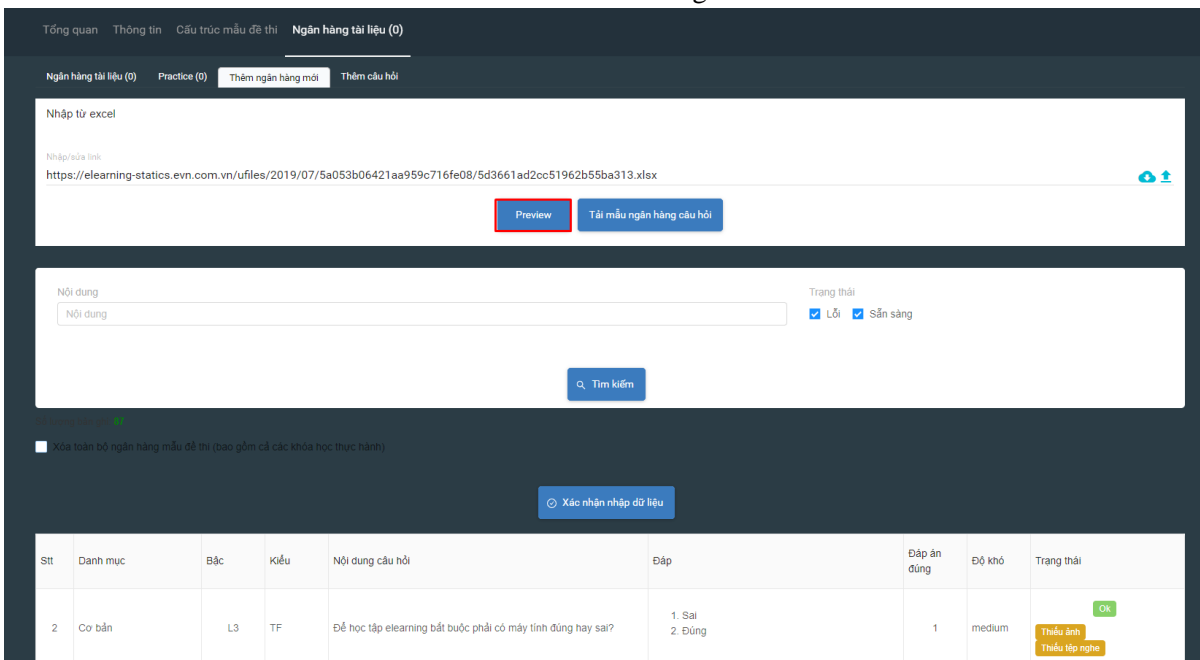 Tổng quan Thông tin Cấu trúc mẫu đề thi Ngân hàng tài liệu (0)
Ngân hàng tài liệu (0) Practice (0) Thêm ngân hàng mới Thêm câu hỏi
Nhập từ excel
Nhập/sửa link
https://elearning-statics.evn.com.vn/ufiles/2019/07/5a053b06421aa959c716fe08/5d3661ad2cc51962b55ba313.xlsx
Preview Tải mẫu ngân hàng câu hỏi
Nội dung Trạng thái
Nội dung Lỗi Sẵn sàng
Tìm kiếm
87
Xóa toàn bộ ngân hàng mẫu đề thi (bao gồm cả các khóa học thực hành)
Xác nhận nhập dữ liệu
Stt Danh mục Bậc Kiểu Nội dung câu hỏi Đáp Đáp án đúng Độ khó Trạng thái
2 Cơ bản L3 TF Để học tập elearning bắt buộc phải có máy tính đúng hay sai? 1. Sai 2. Đúng 1 medium Ok Thiếu ảnh Thiếu tệp nghe